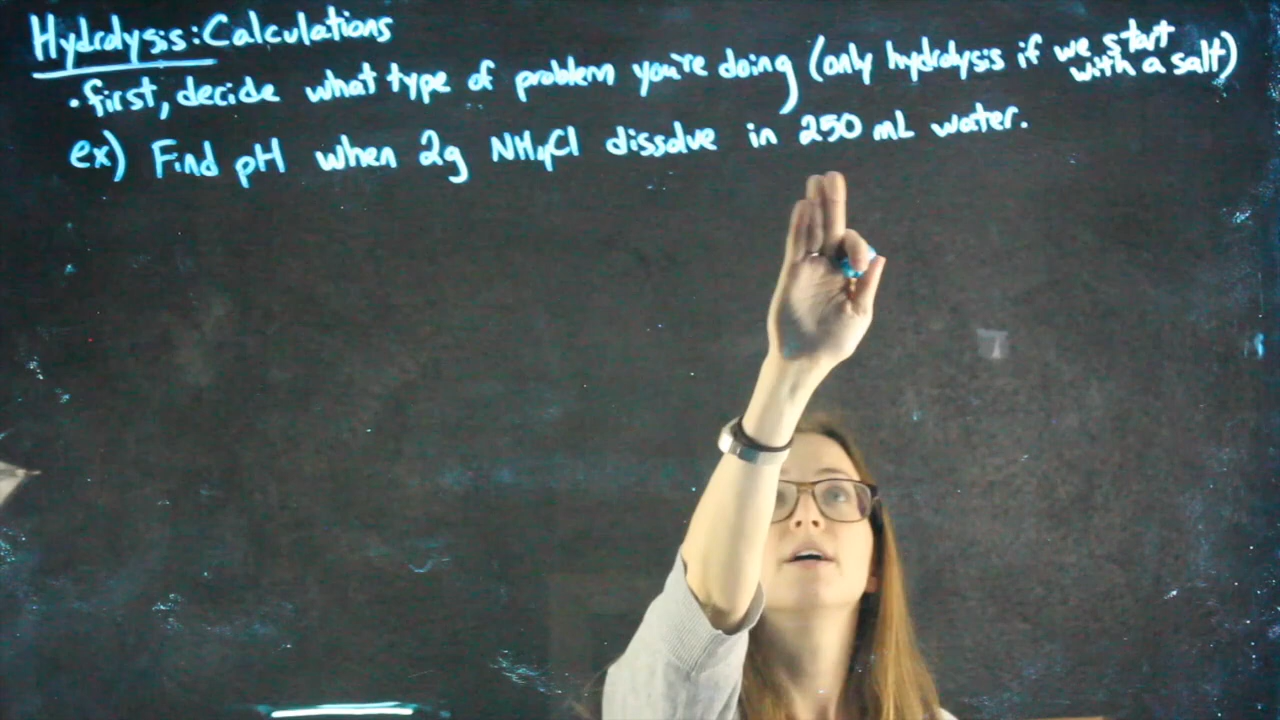 Hydrolysis: Calculations
• first, decide what type of problem you're doing (only hydrolysis if we start with a salt)
ex) Find pH when 2g NH4Cl dissolve in 250 mL water.